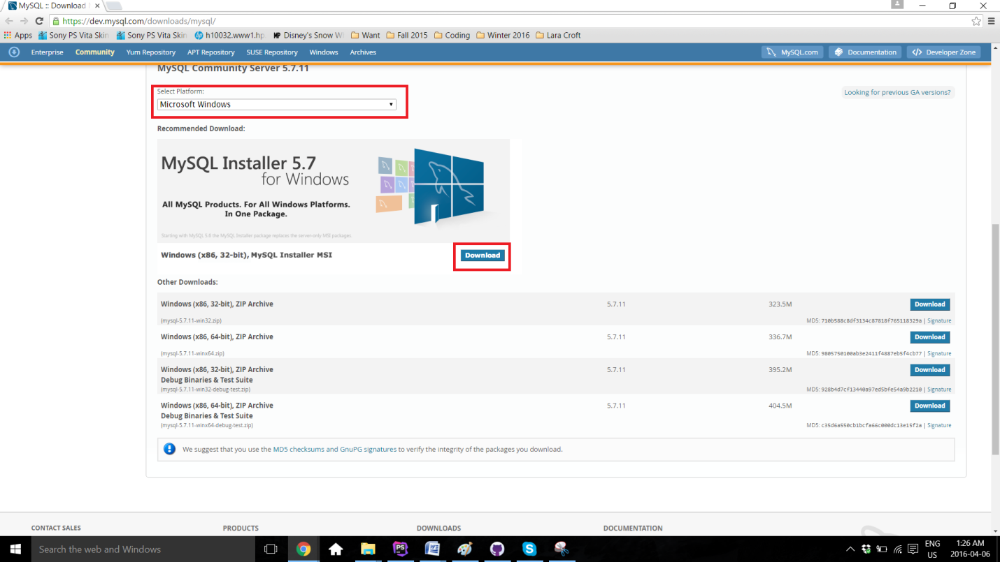 MySQL :: Download
https://dev.mysql.com/downloads/mysql/
Apps Sony PS Vita Skin Sony PS Vita Skin h10032.www1.hp Disney's Snow W Want Fall 2015 Coding Winter 2016 Lara Croft
Enterprise Community Yum Repository APT Repository SUSE Repository Windows Archives MySQL.com Documentation Developer Zone
MySQL Community Server 5.7.11
Select Platform:
Microsoft Windows
Looking for previous GA versions?
Recommended Download:
MySQL Installer 5.7
for Windows
All MySQL Products. For All Windows Platforms.
In One Package.
Starting with MySQL 5.6 the MySQL Installer package replaces the server-only MSI packages.
Windows (x86, 32-bit), MySQL Installer MSI Download
Other Downloads:
Windows (x86, 32-bit), ZIP Archive 5.7.11 323.5M Download
(mysql-5.7.11-win32.zip) MD5: 710b588c8df3134c87818f765118329a | Signature
Windows (x86, 64-bit), ZIP Archive 5.7.11 336.7M Download
(mysql-5.7.11-winx64.zip) MD5: 9805750100ab3e2411f4887eb5f4cb77 | Signature
Windows (x86, 32-bit), ZIP Archive 5.7.11 395.2M Download
Debug Binaries & Test Suite
(mysql-5.7.11-win32-debug-test.zip) MD5: 928b4d7cf13440a97ed5bfe54a9b2210 | Signature
Windows (x86, 64-bit), ZIP Archive 5.7.11 404.5M Download
Debug Binaries & Test Suite
(mysql-5.7.11-winx64-debug-test.zip) MD5: c35d6a550cb1bcfa66c000dc13e15f2a | Signature
We suggest that you use the MD5 checksums and GnuPG signatures to verify the integrity of the packages you download.
CONTACT SALES PRODUCTS DOWNLOADS DOCUMENTATION
Search the web and Windows
ENG
US
1:26 AM
2016-04-06